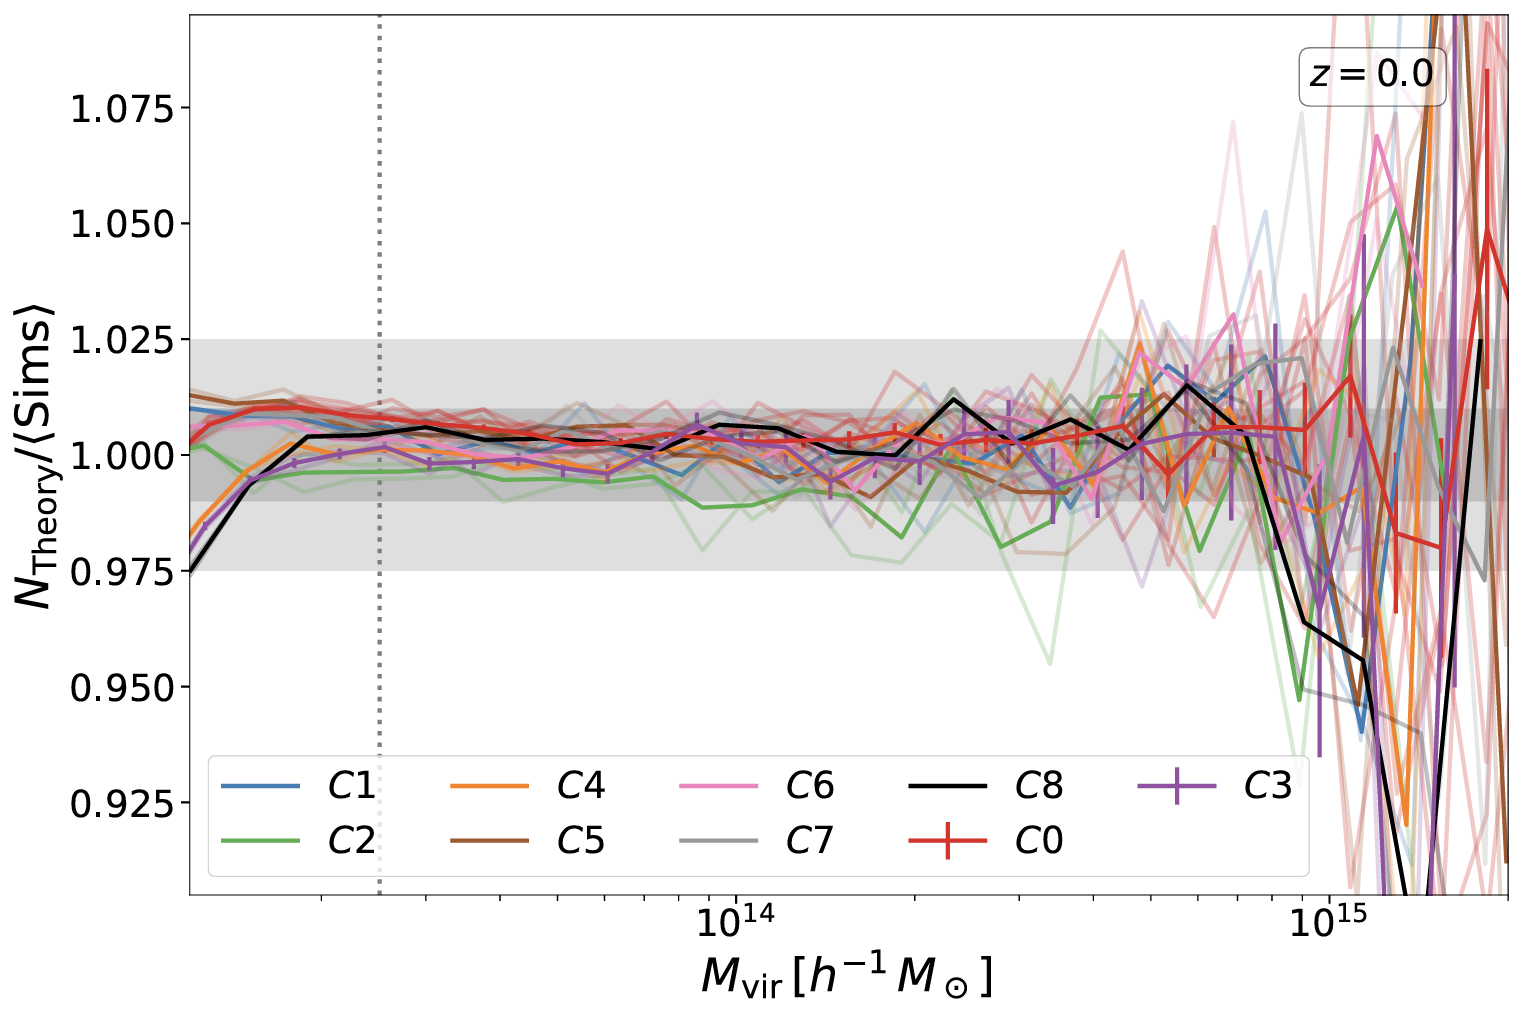 z = 0.0
1.075
1.050
1.025
1.000
0.975
0.950
0.925
N_Theory/⟨Sims⟩
C1 C4 C6 C8 C3
C2 C5 C7 C0
10^14 10^15
M_vir [h^−1 M_⊙]